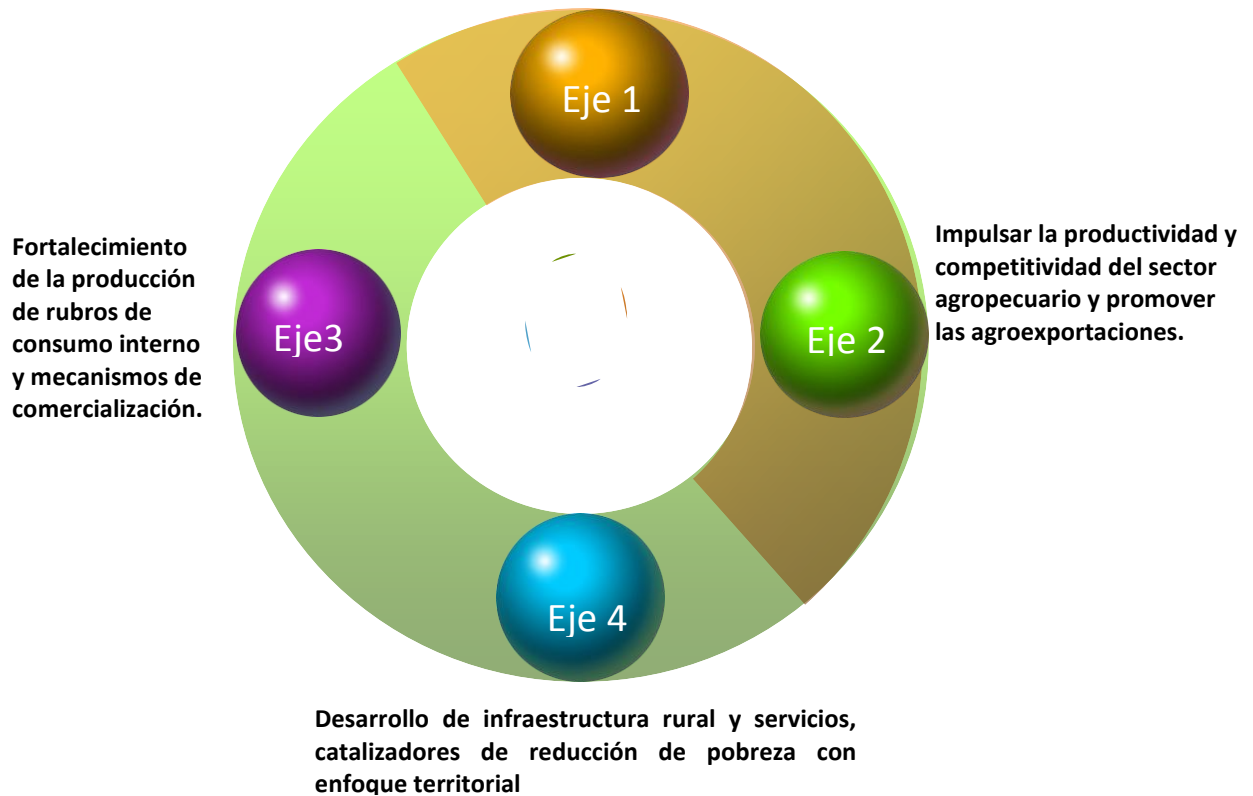 Eje 1
Fortalecimiento
de la producción
de rubros de
consumo interno
y mecanismos de
comercialización.
Eje3
Eje 2
Impulsar la productividad y
competitividad del sector
agropecuario y promover
las agroexportaciones.
Eje 4
Desarrollo de infraestructura rural y servicios,
catalizadores de reducción de pobreza con
enfoque territorial